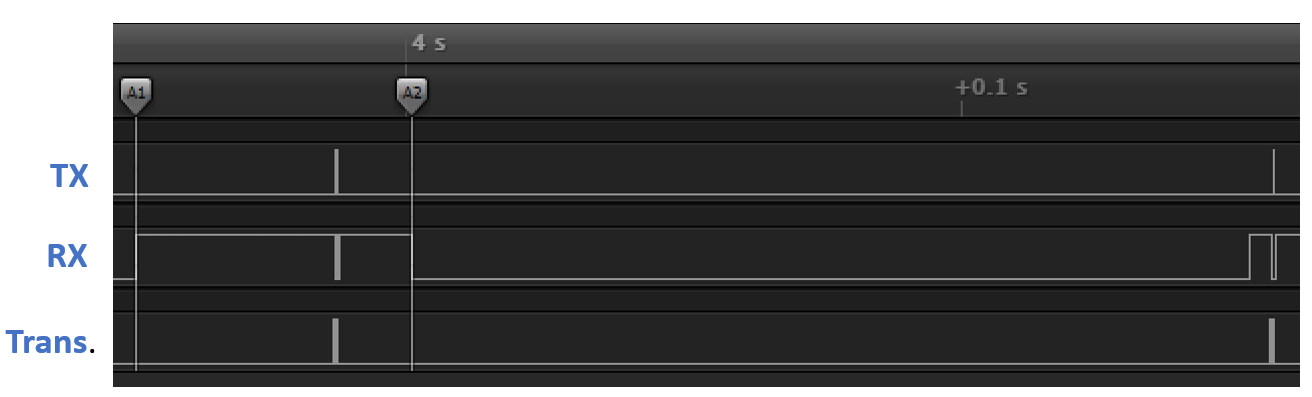 4 s
+0.1 s
A1
A2
TX
RX
Trans.